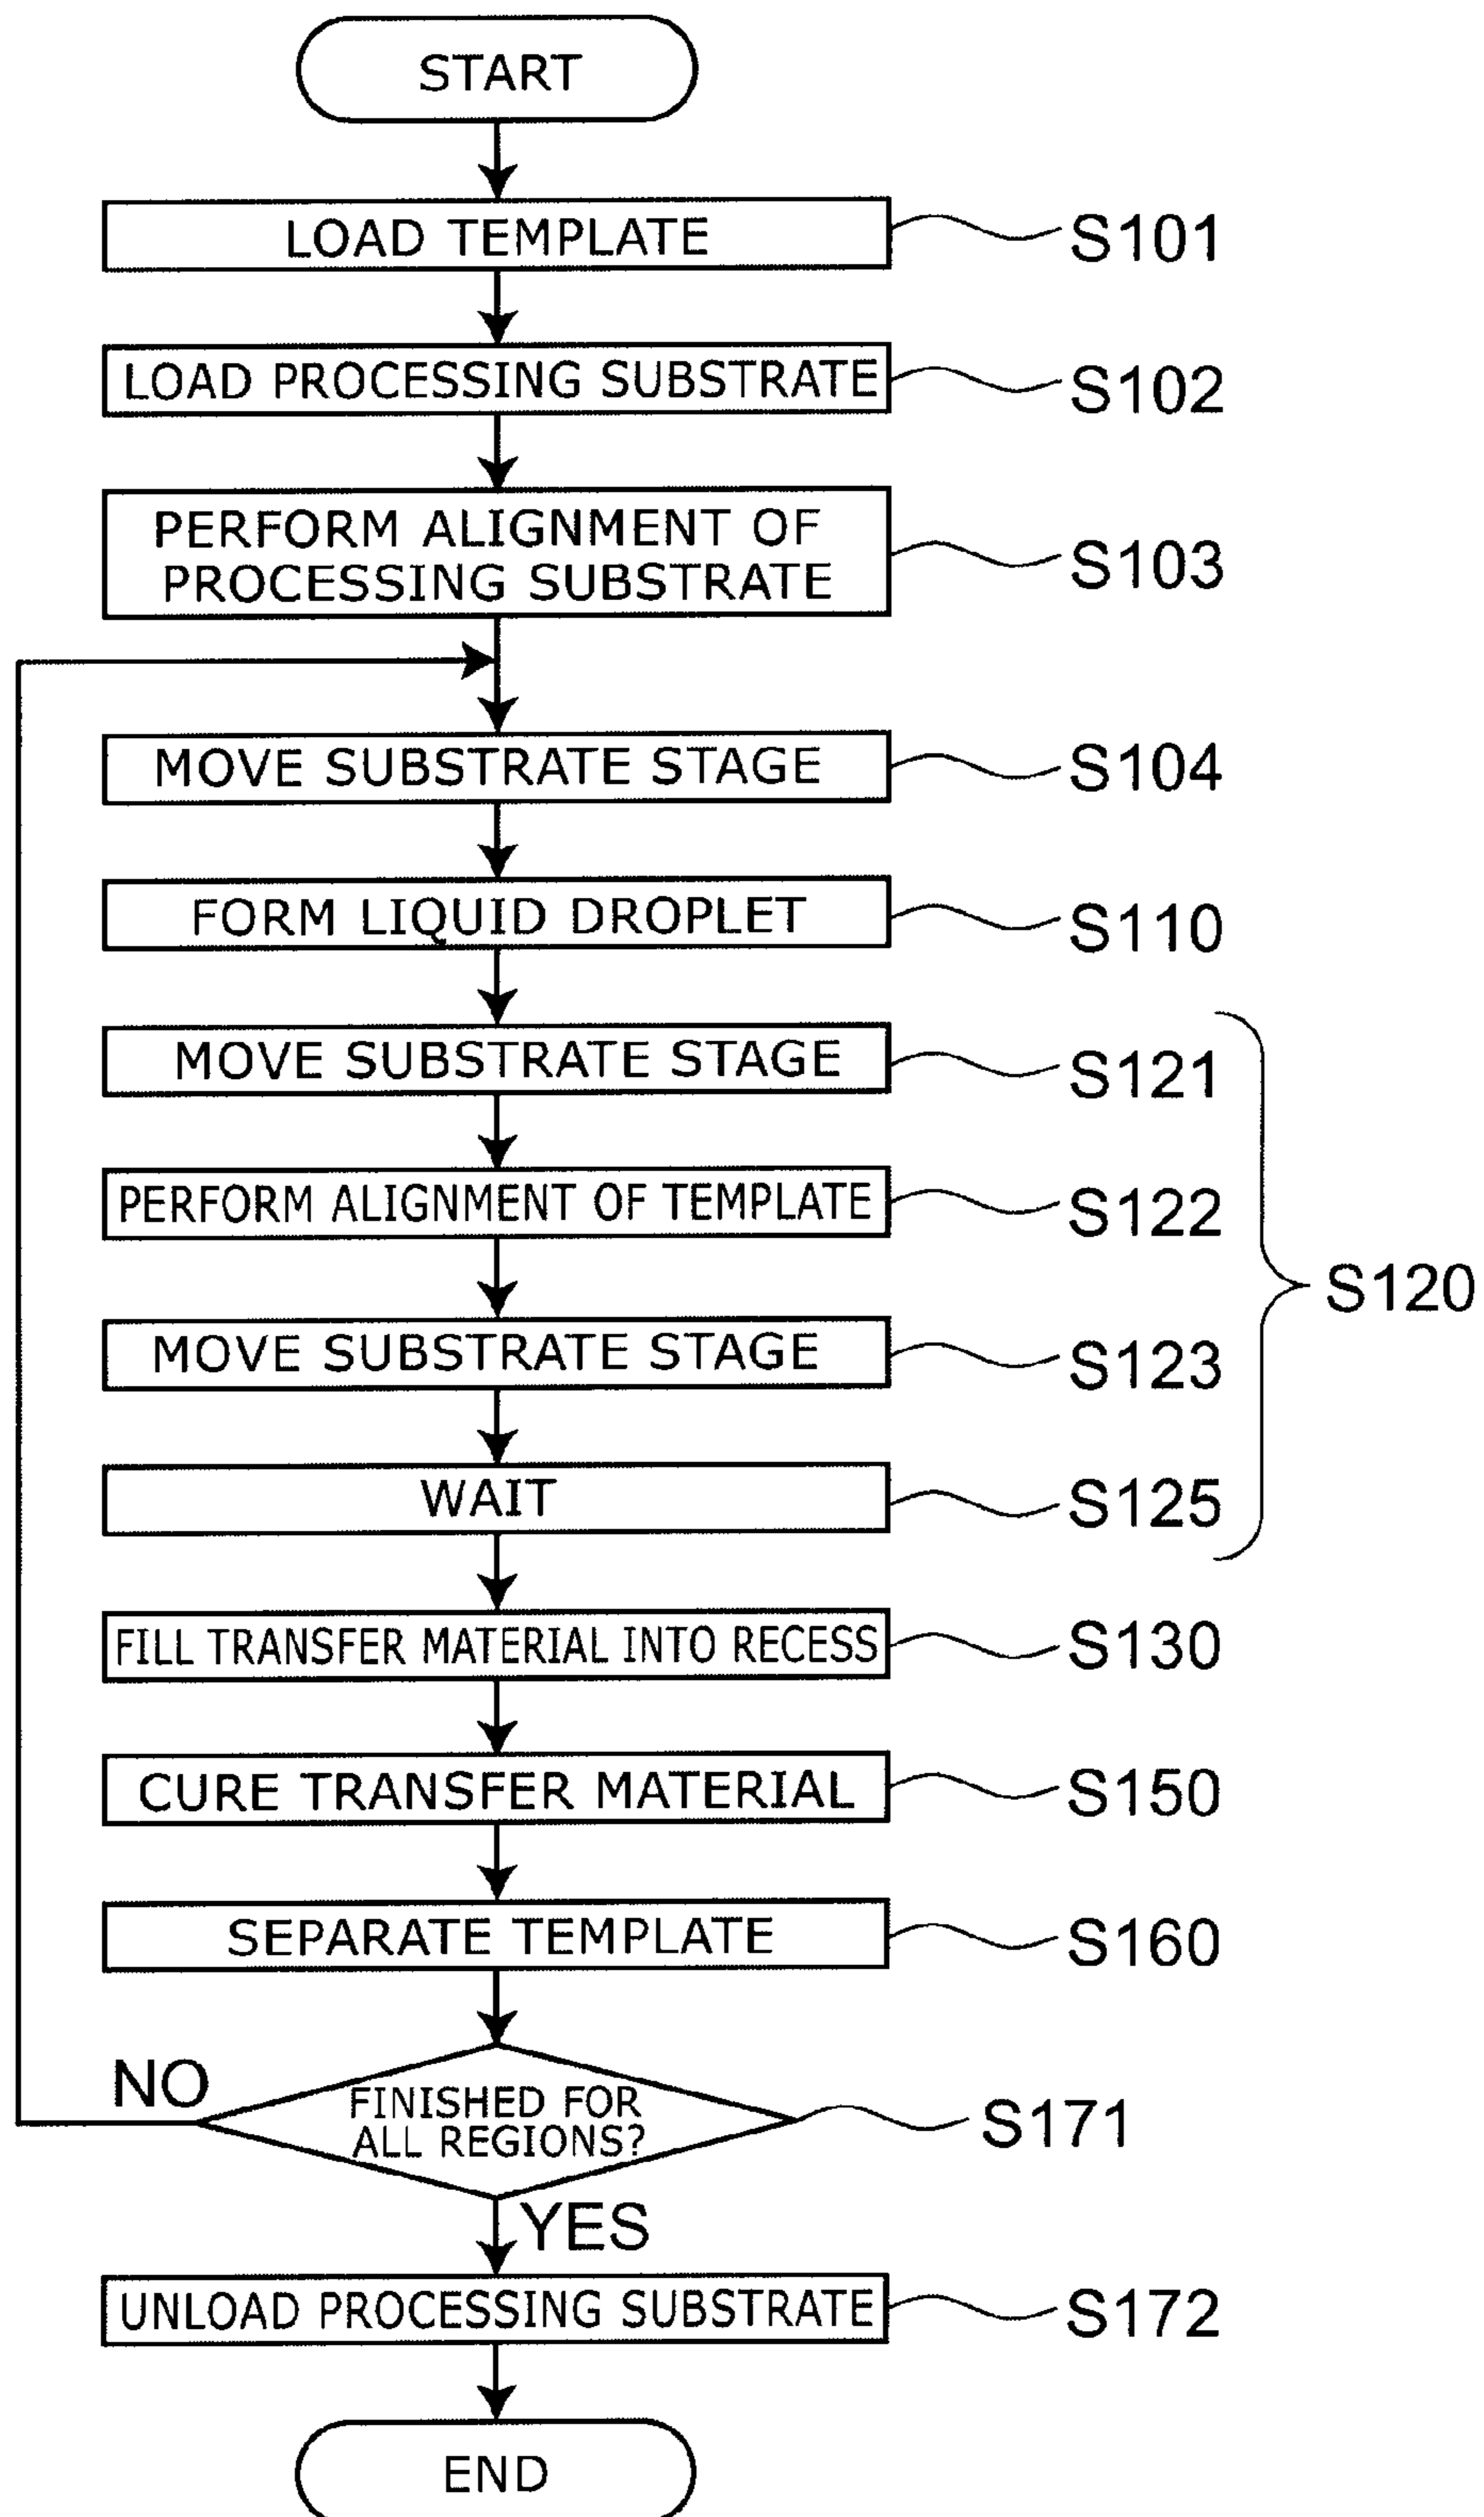 START
LOAD TEMPLATE
S101
LOAD PROCESSING SUBSTRATE
S102
PERFORM ALIGNMENT OF
PROCESSING SUBSTRATE
S103
MOVE SUBSTRATE STAGE
S104
FORM LIQUID DROPLET
S110
MOVE SUBSTRATE STAGE
S121
PERFORM ALIGNMENT OF TEMPLATE
S122
S120
MOVE SUBSTRATE STAGE
S123
WAIT
S125
FILL TRANSFER MATERIAL INTO RECESS
S130
CURE TRANSFER MATERIAL
S150
SEPARATE TEMPLATE
S160
NO
FINISHED FOR
ALL REGIONS?
S171
YES
UNLOAD PROCESSING SUBSTRATE
S172
END